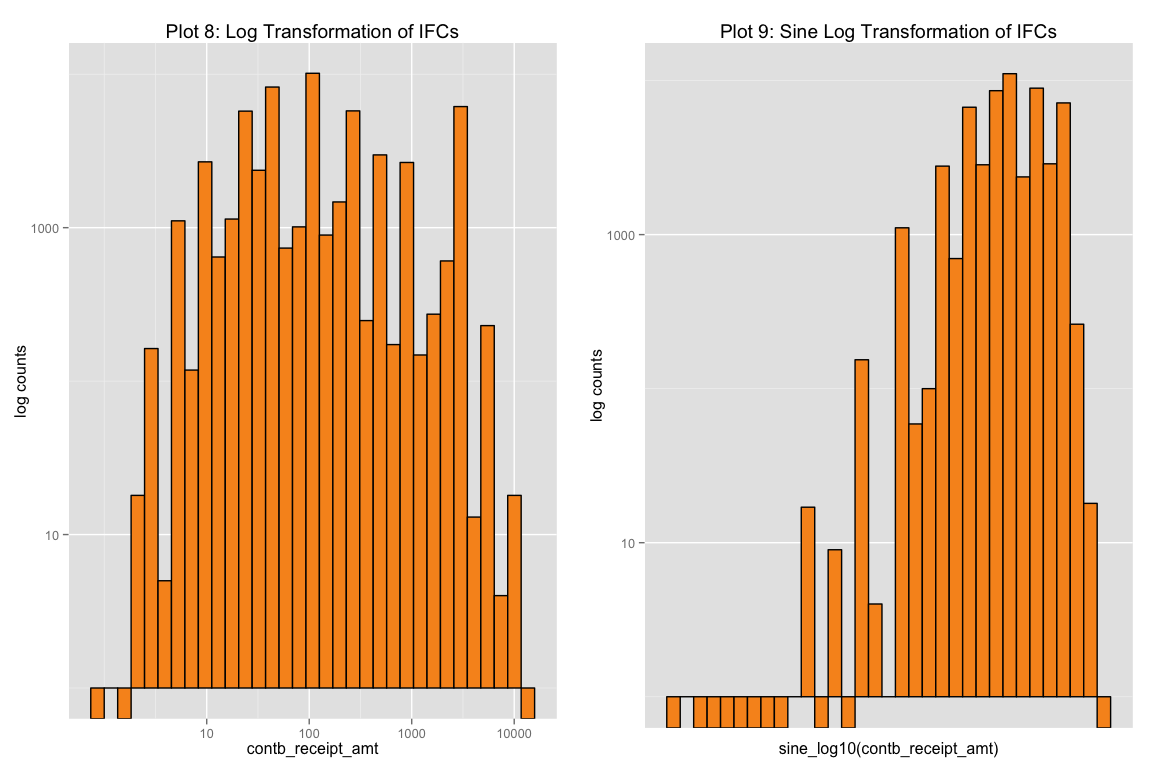 Plot 8: Log Transformation of IFCs
log counts
1000
10
10
100
1000
10000
contb_receipt_amt
Plot 9: Sine Log Transformation of IFCs
log counts
1000
10
sine_log10(contb_receipt_amt)